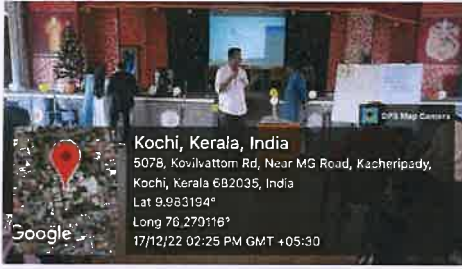 GPS Map Camera
Kochi, Kerala, India
5078, Kovilvattom Rd, Near MG Road, Kacheripady,
Kochi, Kerala 682035, India
Lat 9.983194°
Long 76.279116°
17/12/22 02:25 PM GMT +05:30
Google